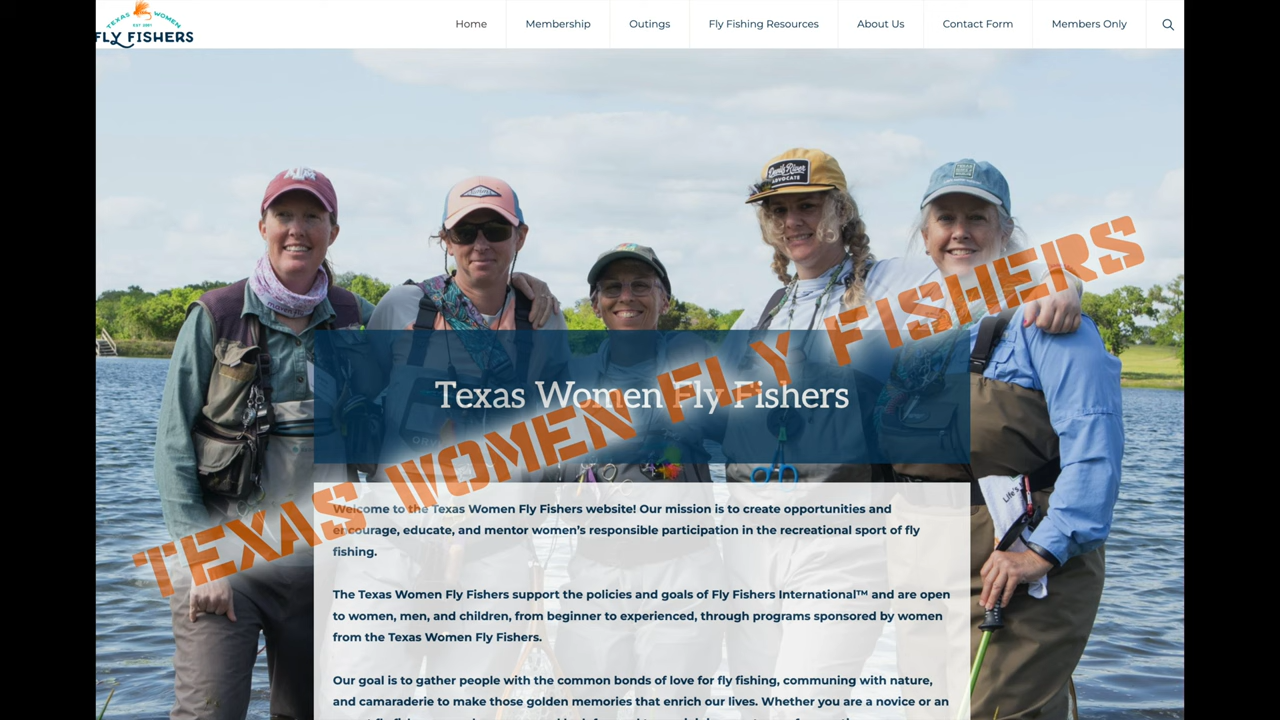 TEXAS WOMEN
EST 2001
FLY FISHERS
Home
Membership
Outings
Fly Fishing Resources
About Us
Contact Form
Members Only
Devils River
ADVOCATE
TEXAS WOMEN FLY FISHERS
Texas Women Fly Fishers
Welcome to the Texas Women Fly Fishers website! Our mission is to create opportunities and
encourage, educate, and mentor women's responsible participation in the recreational sport of fly
fishing.
The Texas Women Fly Fishers support the policies and goals of Fly Fishers International™ and are open
to women, men, and children, from beginner to experienced, through programs sponsored by women
from the Texas Women Fly Fishers.
Our goal is to gather people with the common bonds of love for fly fishing, communing with nature,
and camaraderie to make those golden memories that enrich our lives. Whether you are a novice or an